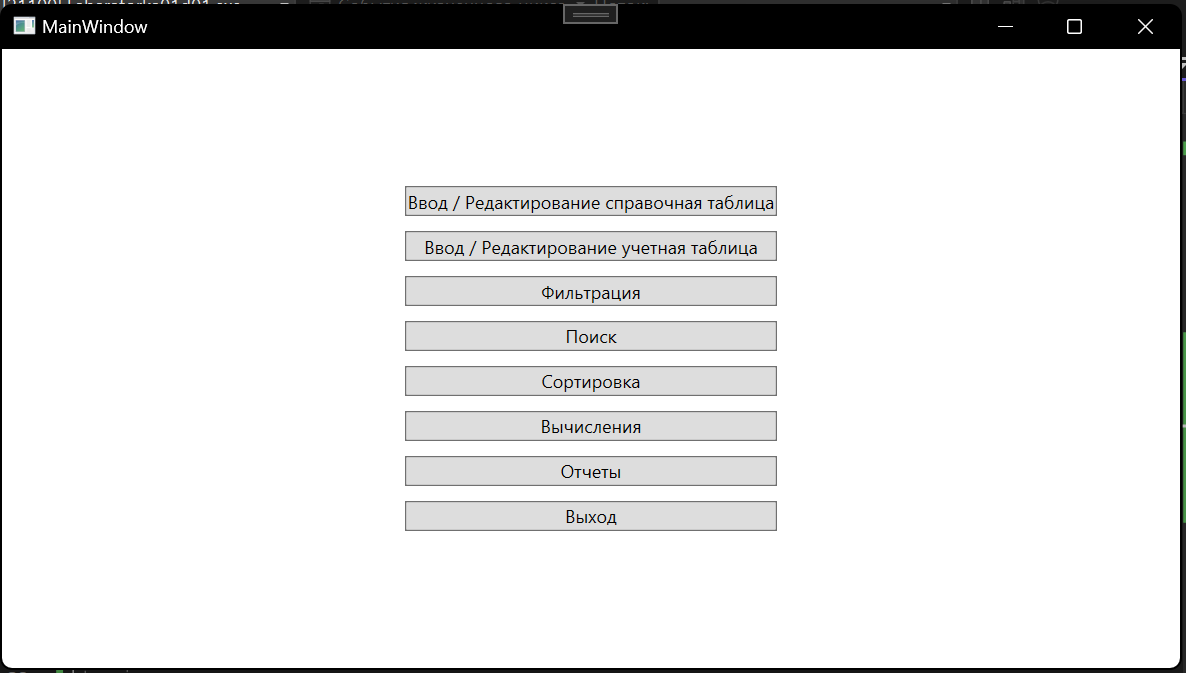 MainWindow
Ввод / Редактирование справочная таблица
Ввод / Редактирование учетная таблица
Фильтрация
Поиск
Сортировка
Вычисления
Отчеты
Выход